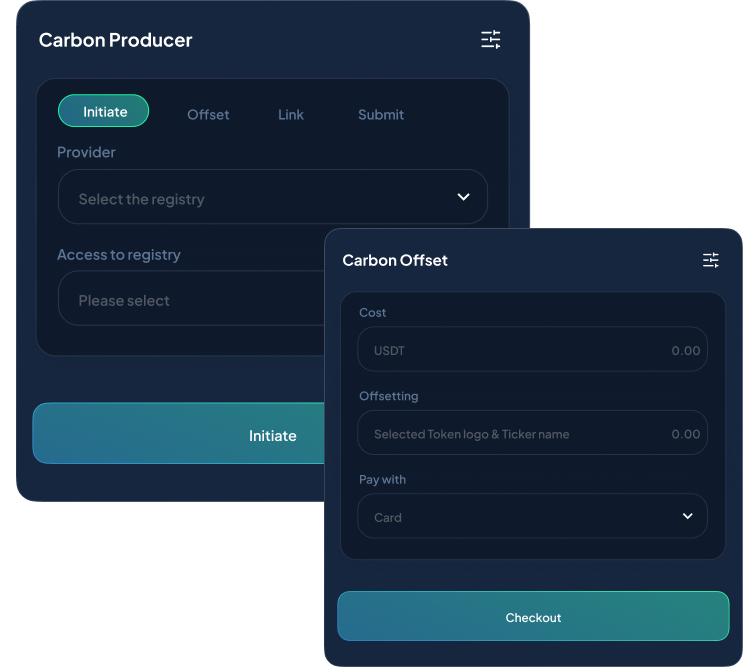 Carbon Producer
Initiate Offset Link Submit
Provider
Select the registry
Access to registry
Please select
Initiate
Carbon Offset
Cost
USDT 0.00
Offsetting
Selected Token logo & Ticker name 0.00
Pay with
Card
Checkout